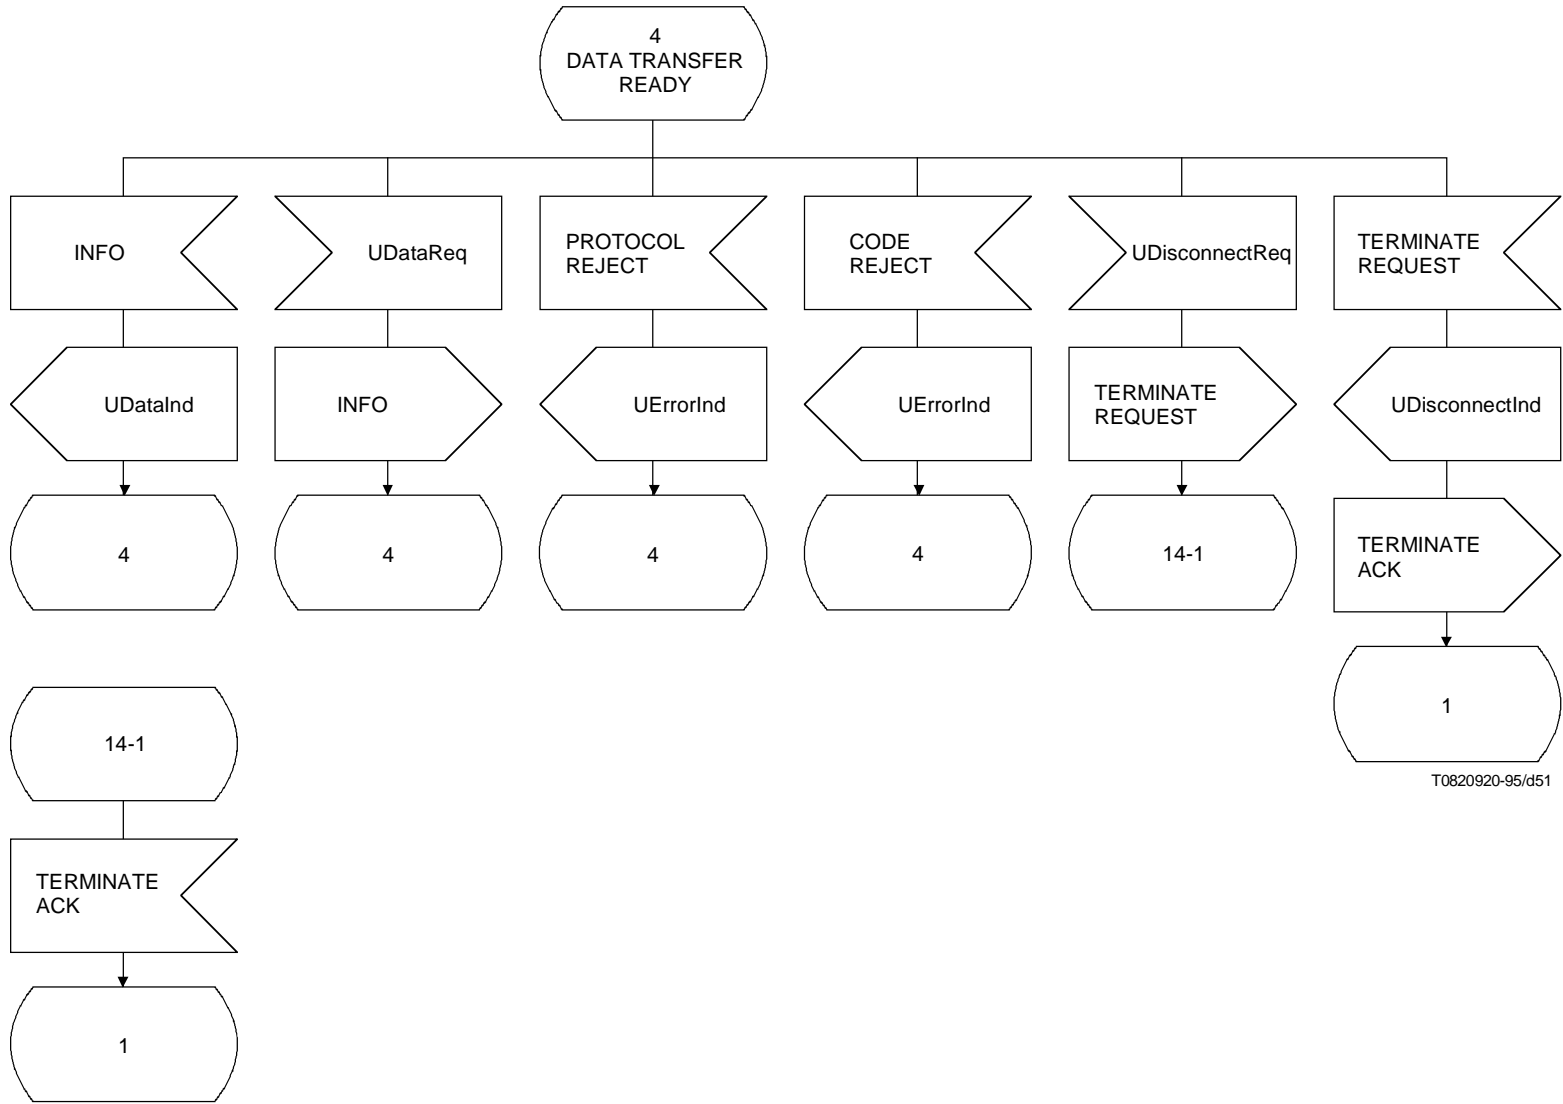 4
DATA TRANSFER
READY
INFO
UDataReq
PROTOCOL
REJECT
CODE
REJECT
UDisconnectReq
TERMINATE
REQUEST
UDataInd
INFO
UErrorInd
UErrorInd
TERMINATE
REQUEST
UDisconnectInd
4
4
4
4
14-1
TERMINATE
ACK
1
T0820920-95/d51
14-1
TERMINATE
ACK
1